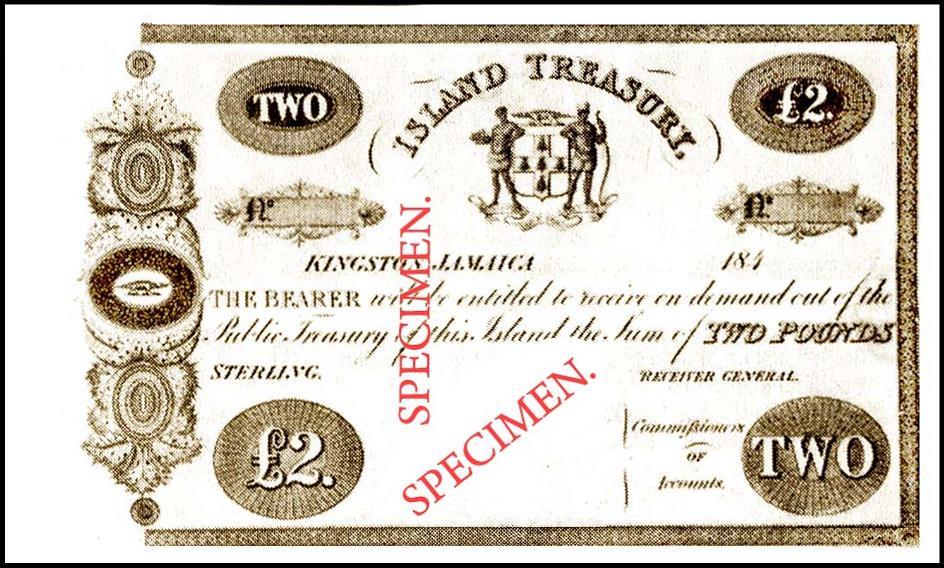 TWO
ISLAND TREASURY.
£2.
Nº
Nº
KINGSTON JAMAICA 184
THE BEARER will be entitled to receive on demand out of the
Public Treasury of this Island the Sum of TWO POUNDS
STERLING.
RECEIVER GENERAL.
£2.
Commissioners
OF
Accounts.
TWO
SPECIMEN.
SPECIMEN.